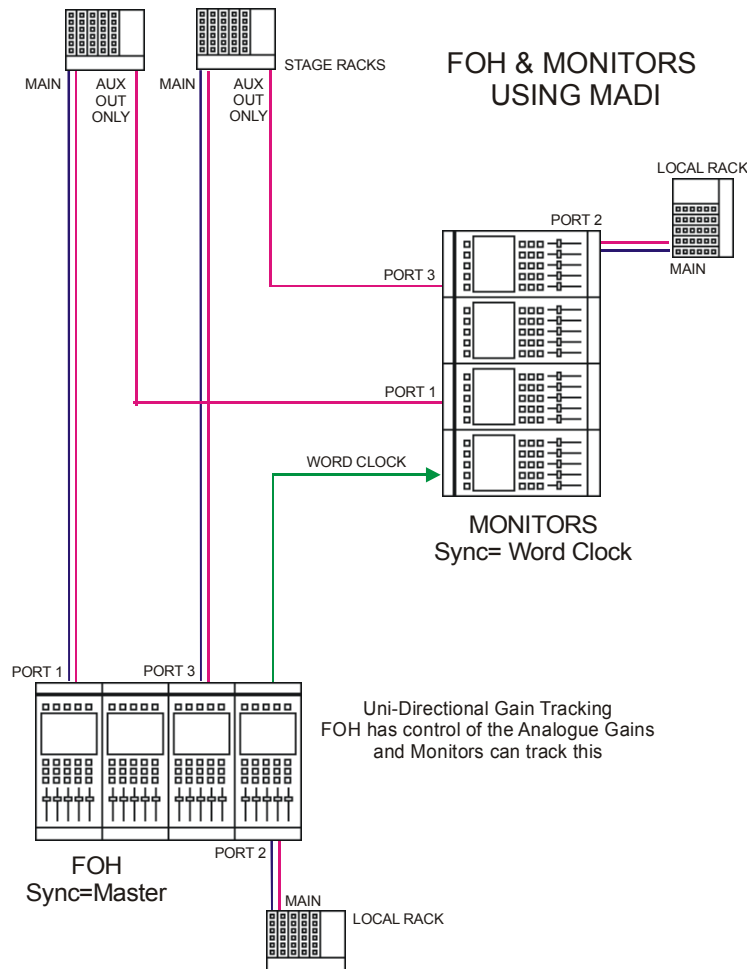 STAGE RACKS
FOH & MONITORS
USING MADI
MAIN
AUX
OUT
ONLY
MAIN
AUX
OUT
ONLY
LOCAL RACK
PORT 2
MAIN
PORT 3
PORT 1
WORD CLOCK
MONITORS
Sync= Word Clock
PORT 1
PORT 3
Uni-Directional Gain Tracking
FOH has control of the Analogue Gains
and Monitors can track this
PORT 2
FOH
Sync=Master
MAIN
LOCAL RACK